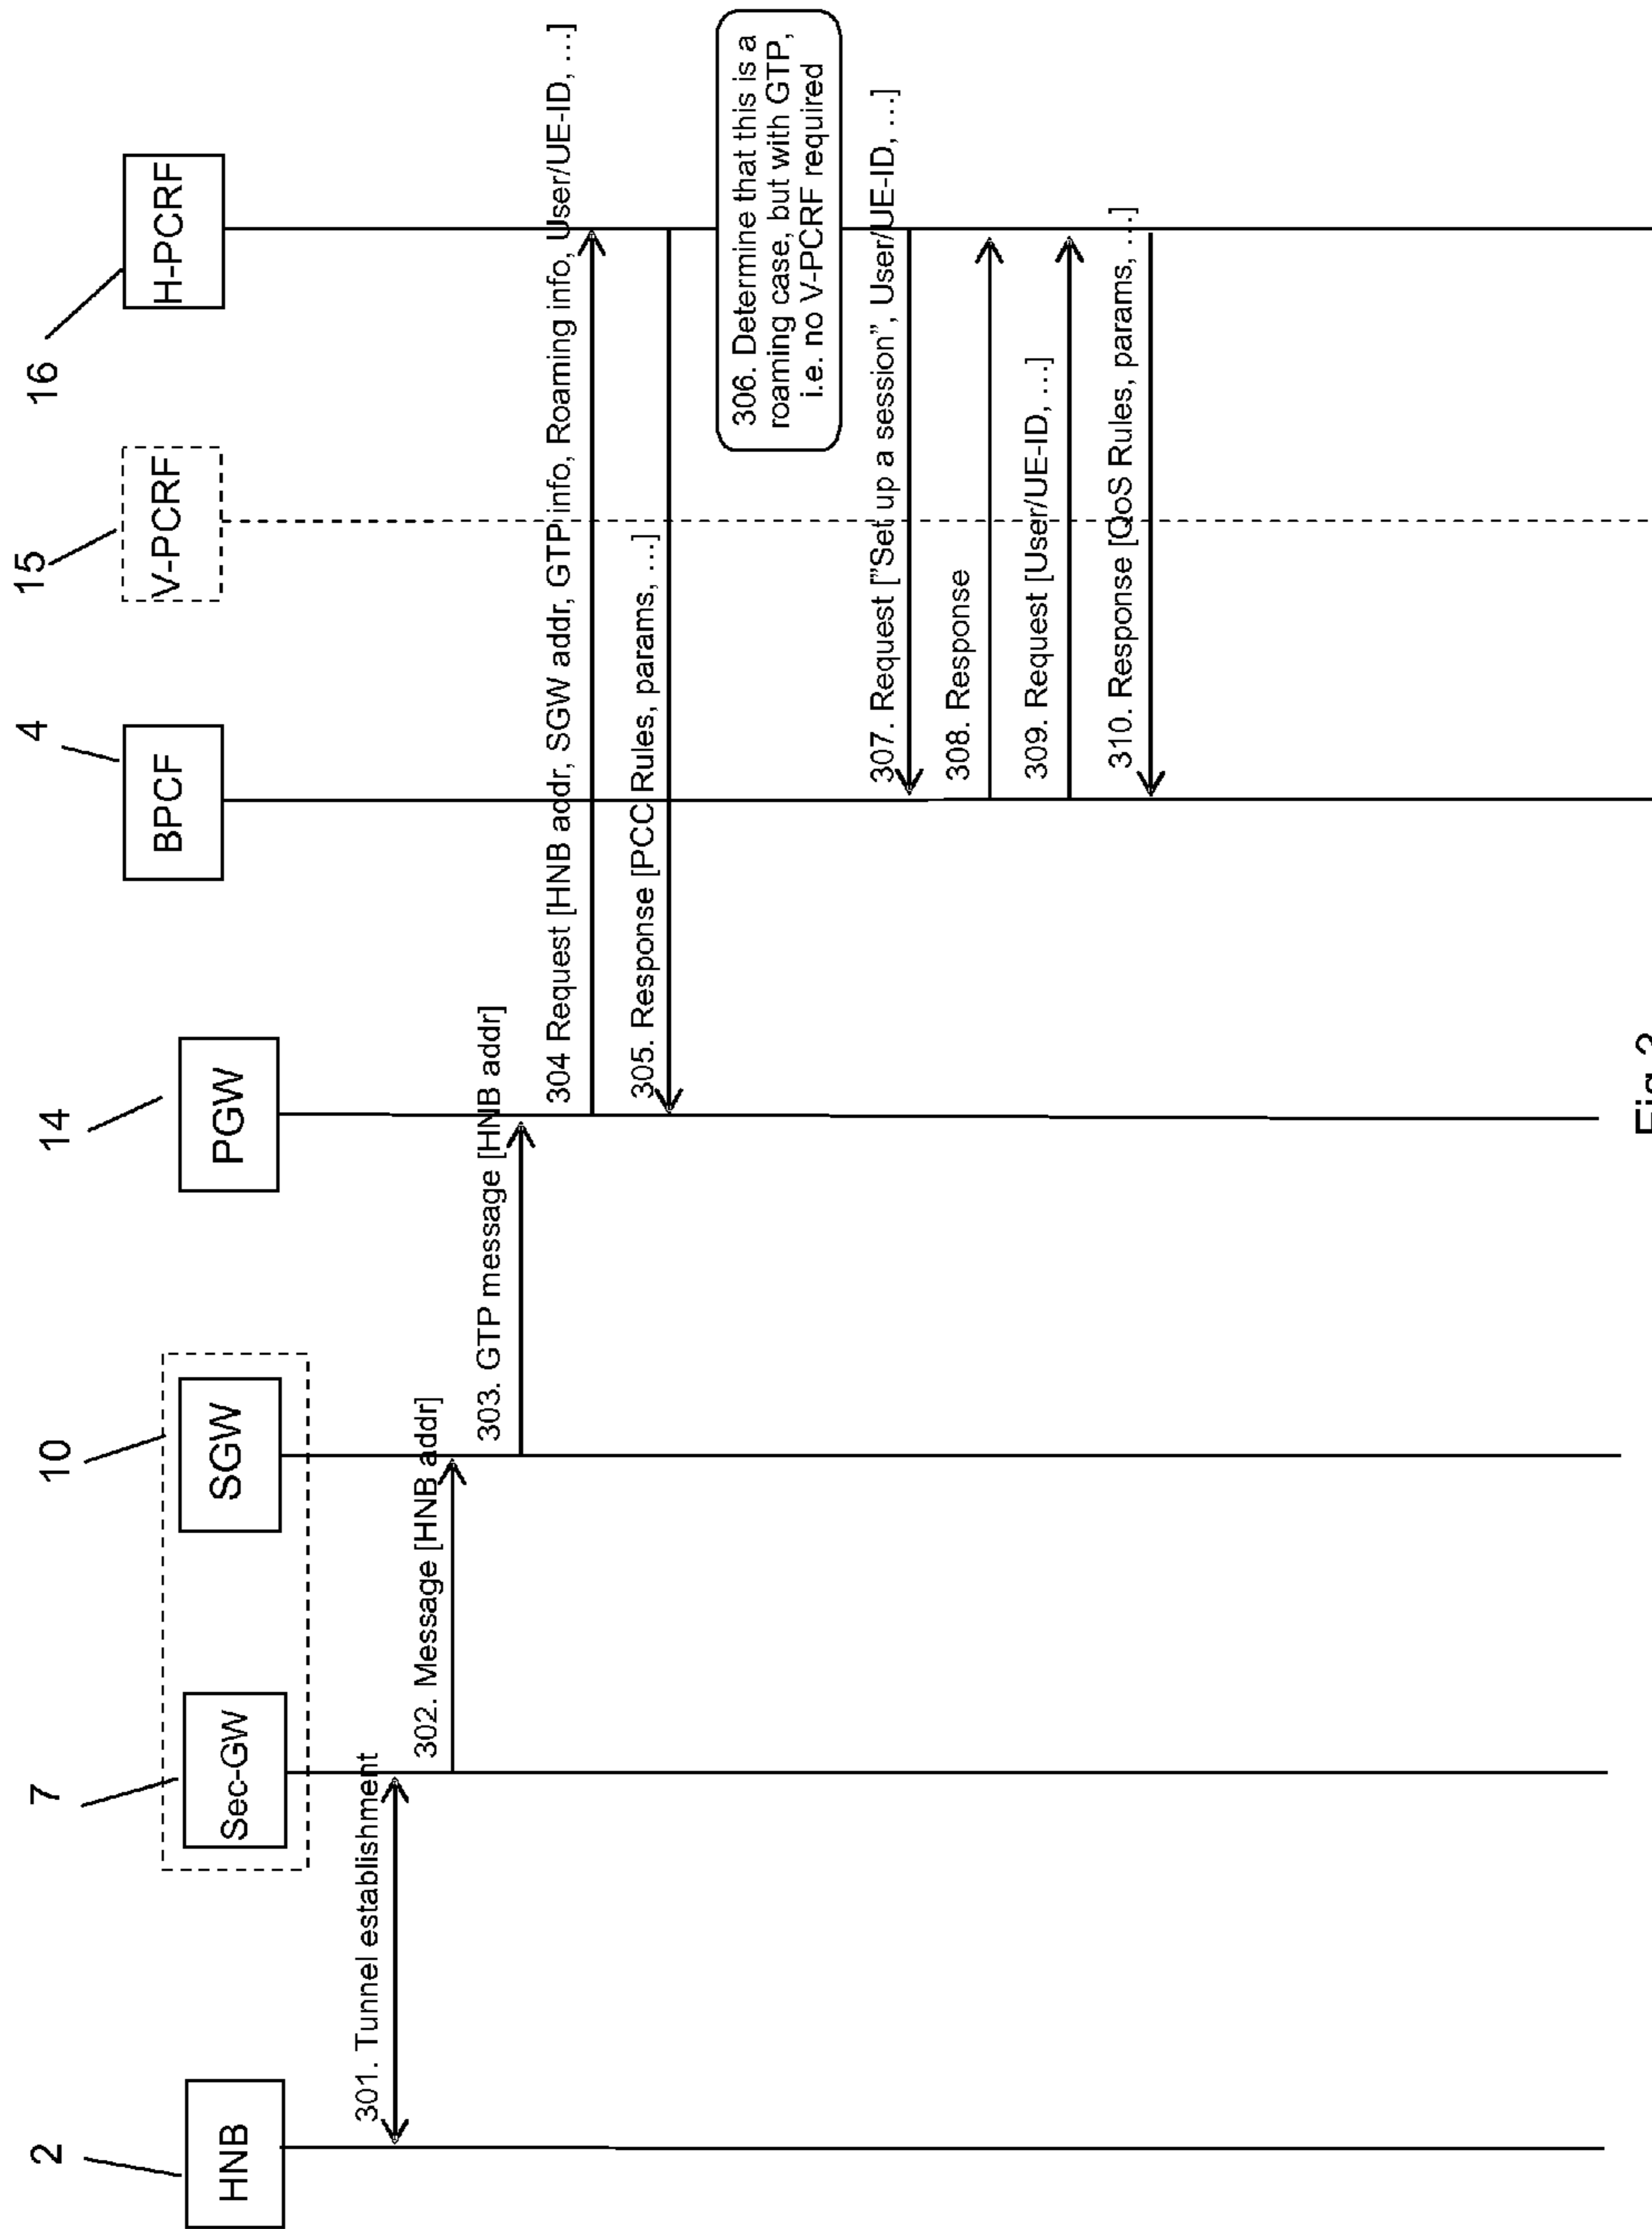 2
7
10
14
4
15
16
HNB
Sec-GW
SGW
PGW
BPCF
V-PCRF
H-PCRF
301. Tunnel establishment
302. Message [HNB addr]
303. GTP message [HNB addr]
304 Request [HNB addr, SGW addr, GTP info, Roaming info, User/UE-ID, …]
305. Response [PCC Rules, params, …]
306. Determine that this is a
roaming case, but with GTP,
i.e. no V-PCRF required
307. Request ["Set up a session”, User/UE-ID, …]
308. Response
309. Request [User/UE-ID, …]
310. Response [QoS Rules, params, …]